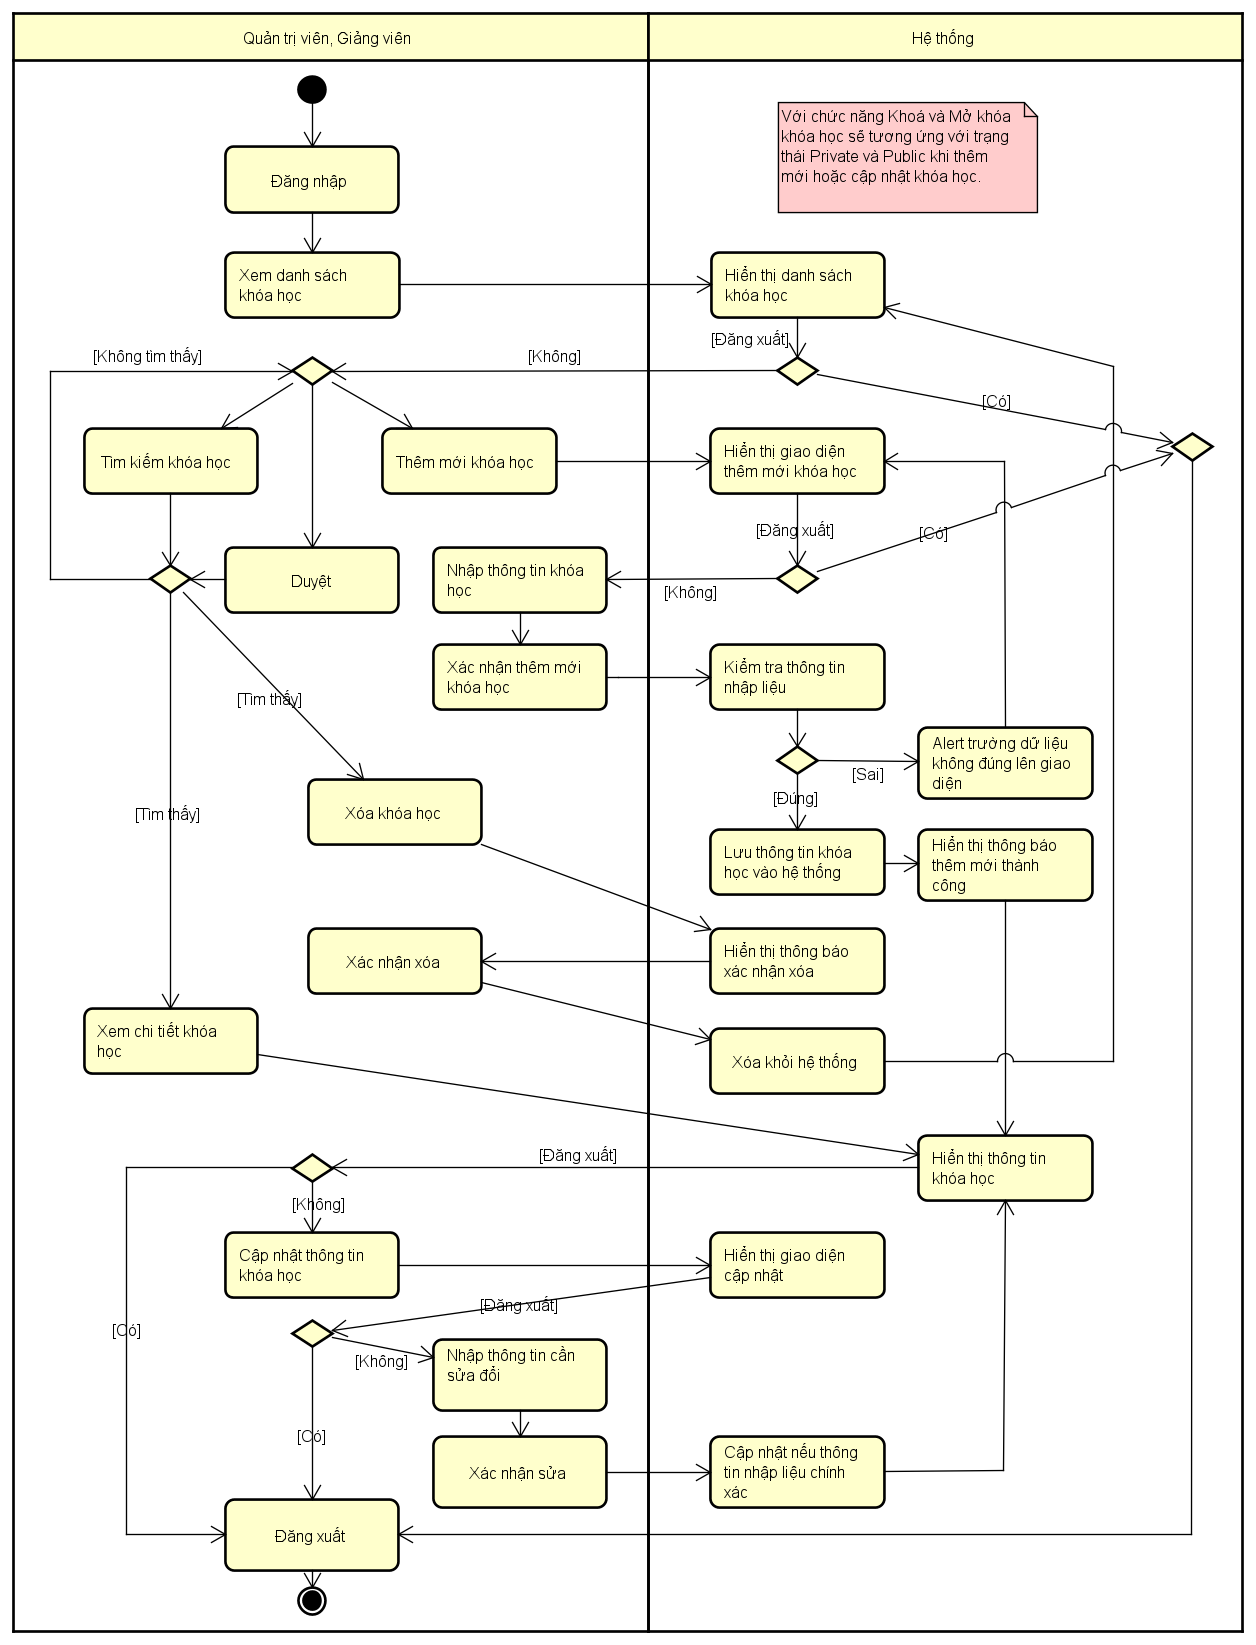 Quản trị viên, Giảng viên
Hệ thống
Với chức năng Khoá và Mở khóa
khóa học sẽ tương ứng với trạng
thái Private và Public khi thêm
mới hoặc cập nhật khóa học.
Đăng nhập
Xem danh sách
khóa học
Hiển thị danh sách
khóa học
[Đăng xuất]
[Không tìm thấy]
[Không]
[Có]
Tìm kiếm khóa học
Thêm mới khóa học
Hiển thị giao diện
thêm mới khóa học
[Đăng xuất]
[Có]
Duyệt
Nhập thông tin khóa
học
[Không]
Xác nhận thêm mới
khóa học
Kiểm tra thông tin
nhập liệu
[Tìm thấy]
Alert trường dữ liệu
không đúng lên giao
diện
[Sai]
[Đúng]
Xóa khóa học
[Tìm thấy]
Lưu thông tin khóa
học vào hệ thống
Hiển thị thông báo
thêm mới thành
công
Xác nhận xóa
Hiển thị thông báo
xác nhận xóa
Xem chi tiết khóa
học
Xóa khỏi hệ thống
[Đăng xuất]
Hiển thị thông tin
khóa học
[Không]
Cập nhật thông tin
khóa học
Hiển thị giao diện
cập nhật
[Đăng xuất]
[Có]
[Không]
Nhập thông tin cần
sửa đổi
[Có]
Xác nhận sửa
Cập nhật nếu thông
tin nhập liệu chính
xác
Đăng xuất